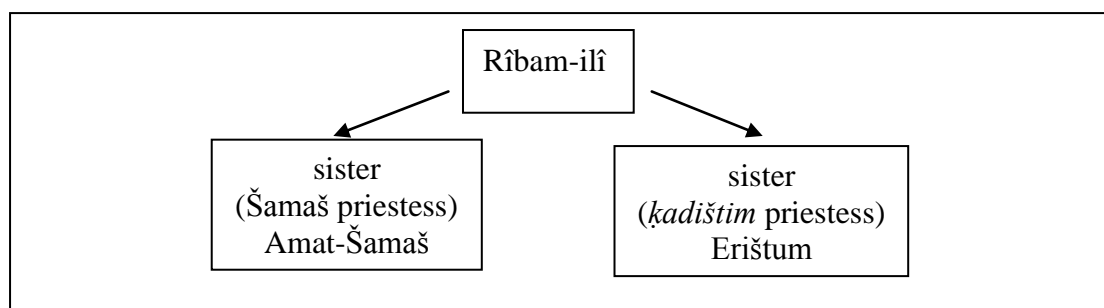 Rîbam-ilî
sister
(Šamaš priestess)
Amat-Šamaš
sister
(ḳadištim priestess)
Erištum